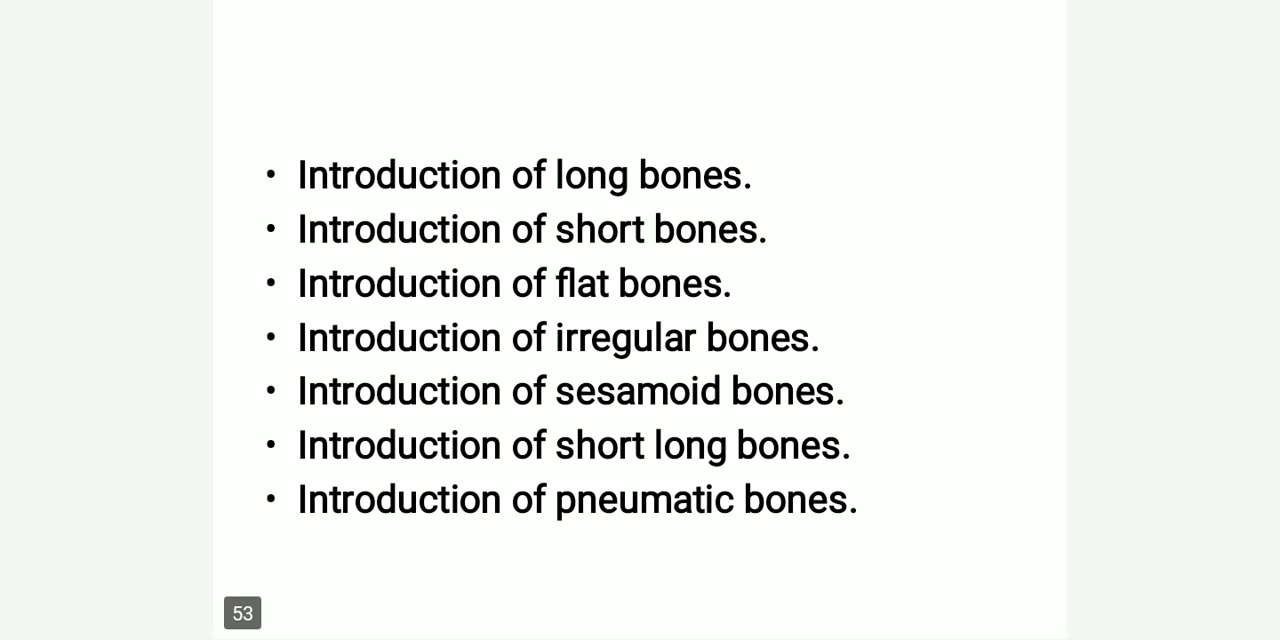 • Introduction of long bones.
• Introduction of short bones.
• Introduction of flat bones.
• Introduction of irregular bones.
• Introduction of sesamoid bones.
• Introduction of short long bones.
• Introduction of pneumatic bones.
53